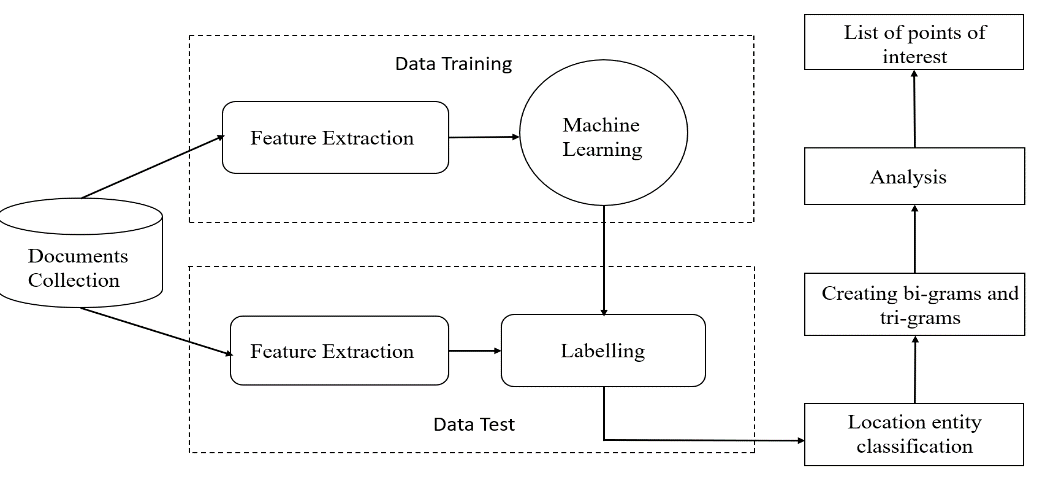 Data Training
Feature Extraction
Machine
Learning
Documents
Collection
Feature Extraction
Labelling
Data Test
List of points of
interest
Analysis
Creating bi-grams and
tri-grams
Location entity
classification